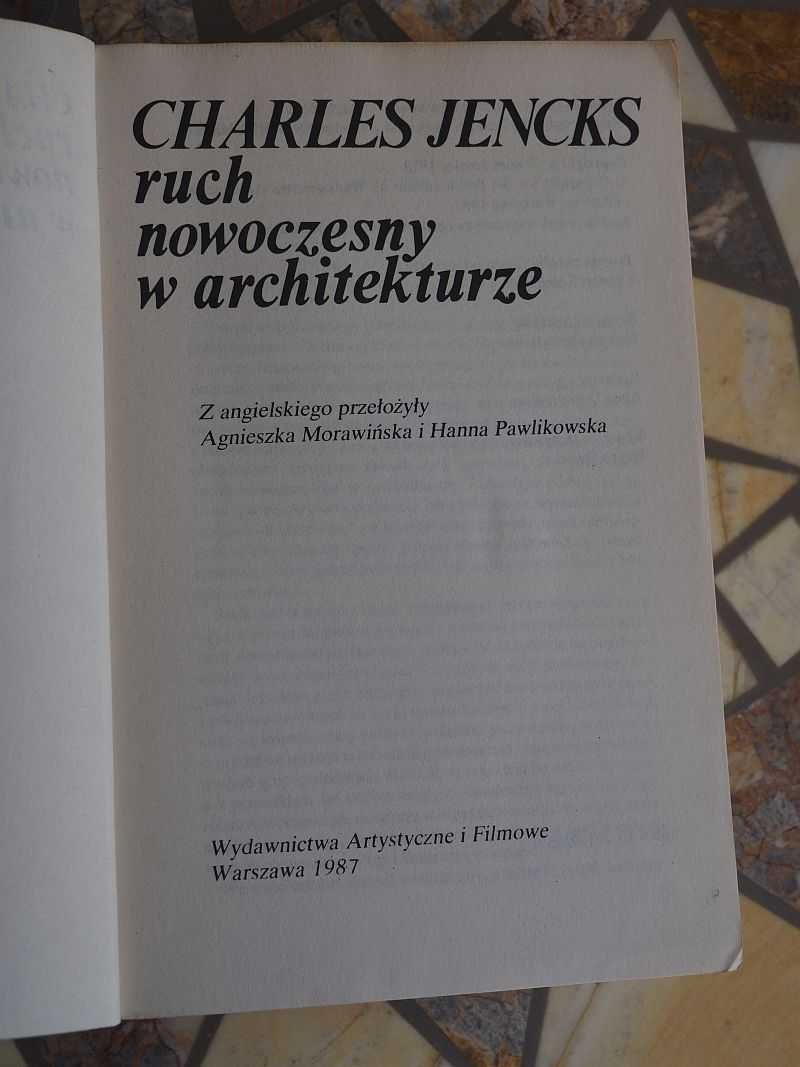 CHARLES JENCKS
ruch
nowoczesny
w architekturze
Z angielskiego przełożyły
Agnieszka Morawińska i Hanna Pawlikowska
Wydawnictwa Artystyczne i Filmowe
Warszawa 1987